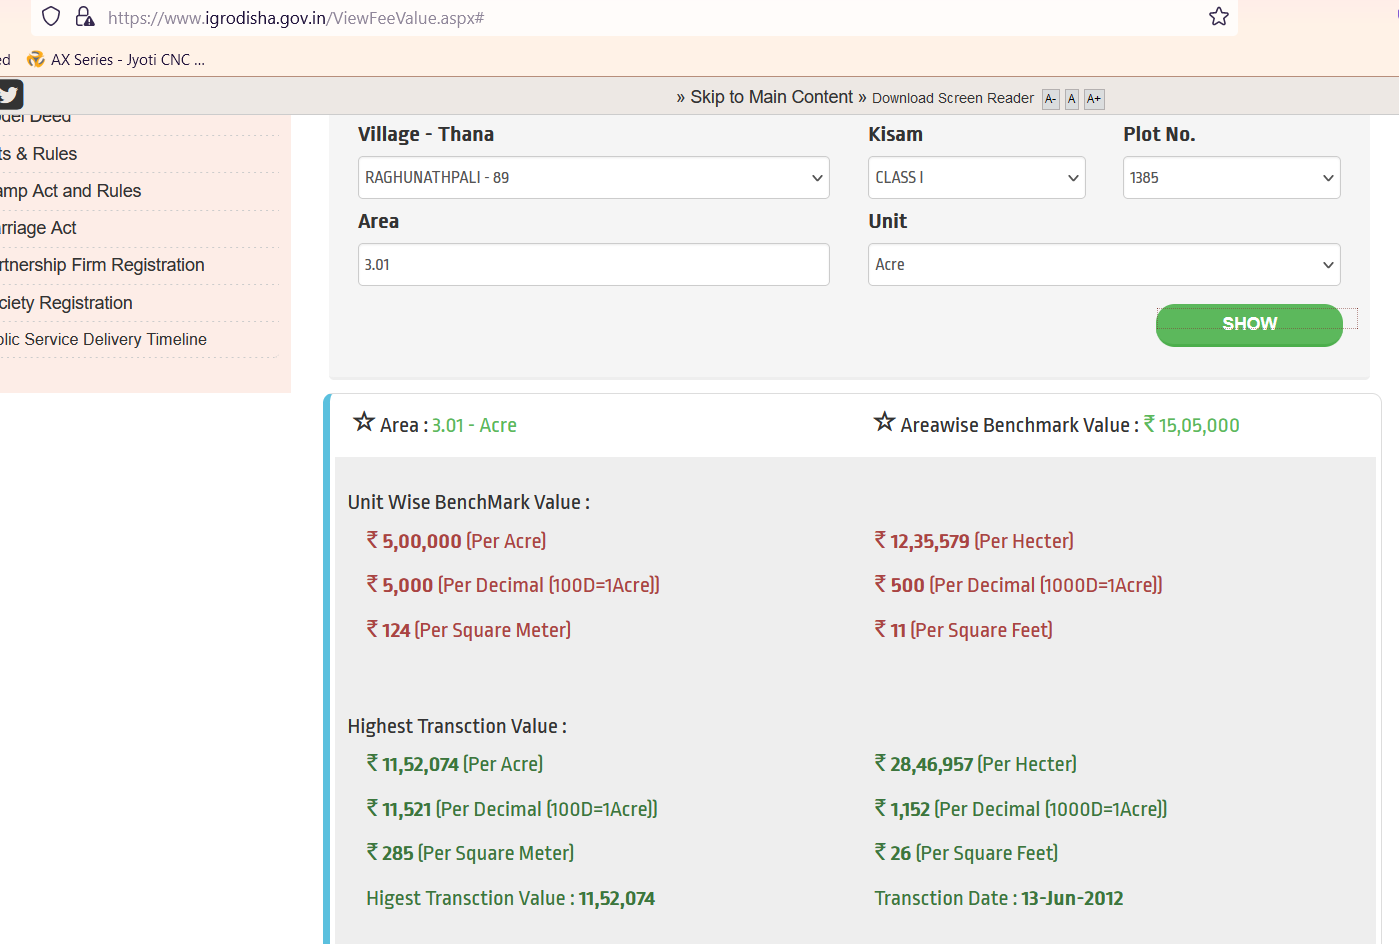 https://www.igrodisha.gov.in/ViewFeeValue.aspx#
AX Series - Jyoti CNC ...
» Skip to Main Content » Download Screen Reader A- A A+
Deed
& Rules
Act and Rules
Act
Firm Registration
Registration
Service Delivery Timeline
Village - Thana Kisam Plot No.
RAGHUNATHPALI - 89 CLASS I 1385
Area Unit
3.01 Acre
SHOW
Area : 3.01 - Acre Areawise Benchmark Value : ₹ 15,05,000
Unit Wise BenchMark Value :
₹ 5,00,000 (Per Acre) ₹ 12,35,579 (Per Hecter)
₹ 5,000 (Per Decimal (100D=1Acre)) ₹ 500 (Per Decimal (1000D=1Acre))
₹ 124 (Per Square Meter) ₹ 11 (Per Square Feet)
Highest Transction Value :
₹ 11,52,074 (Per Acre) ₹ 28,46,957 (Per Hecter)
₹ 11,521 (Per Decimal (100D=1Acre)) ₹ 1,152 (Per Decimal (1000D=1Acre))
₹ 285 (Per Square Meter) ₹ 26 (Per Square Feet)
Higest Transction Value : 11,52,074 Transction Date : 13-Jun-2012